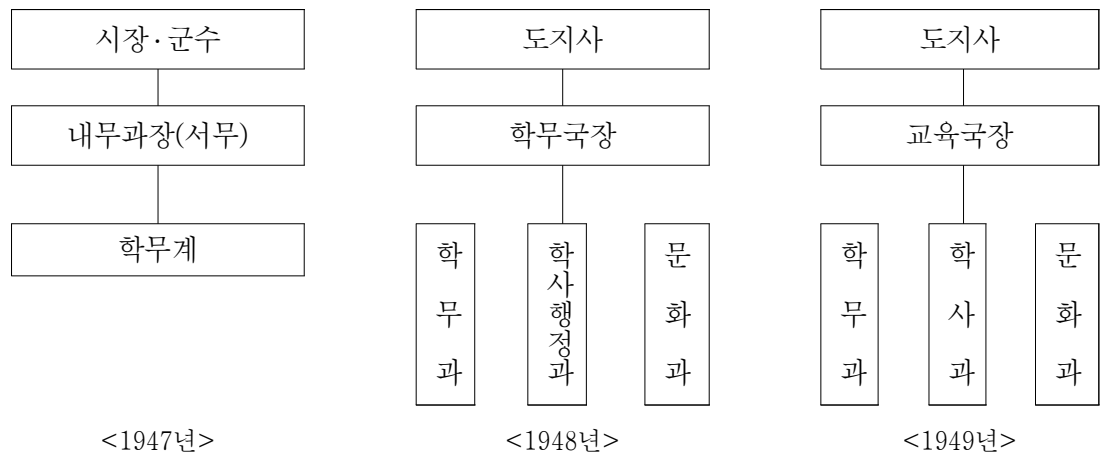 시장·군수
내무과장(서무)
학무계
<1947년>
도지사
학무국장
학무과
학사행정과
문화과
<1948년>
도지사
교육국장
학무과
학사과
문화과
<1949년>